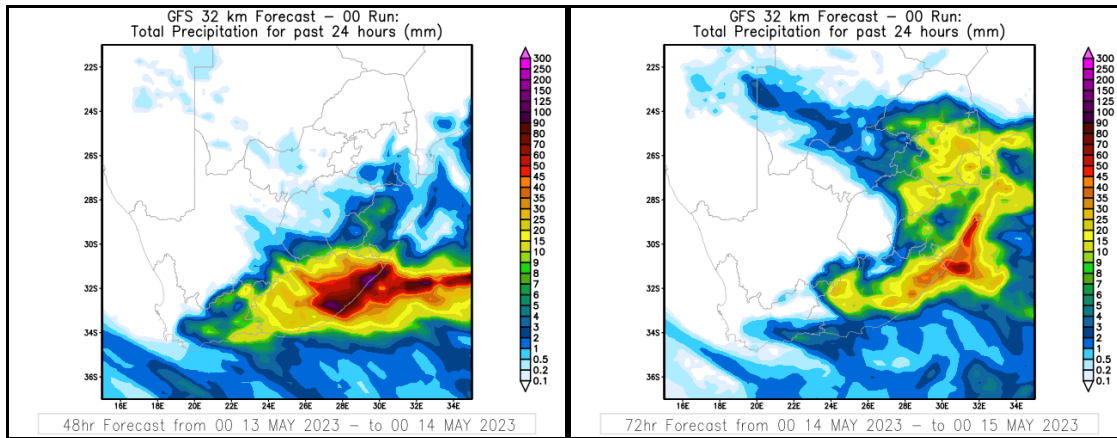 GFS 32 km Forecast – 00 Run:
Total Precipitation for past 24 hours (mm)
22S
24S
26S
28S
30S
32S
34S
36S
16E 18E 20E 22E 24E 26E 28E 30E 32E 34E
300
250
200
150
125
100
90
80
70
60
50
45
40
35
30
25
20
15
10
9
8
7
6
5
4
3
2
1
0.5
0.2
0.1
48hr Forecast from 00 13 MAY 2023 – to 00 14 MAY 2023
GFS 32 km Forecast – 00 Run:
Total Precipitation for past 24 hours (mm)
22S
24S
26S
28S
30S
32S
34S
36S
16E 18E 20E 22E 24E 26E 28E 30E 32E 34E
300
250
200
150
125
100
90
80
70
60
50
45
40
35
30
25
20
15
10
9
8
7
6
5
4
3
2
1
0.5
0.2
0.1
72hr Forecast from 00 14 MAY 2023 – to 00 15 MAY 2023